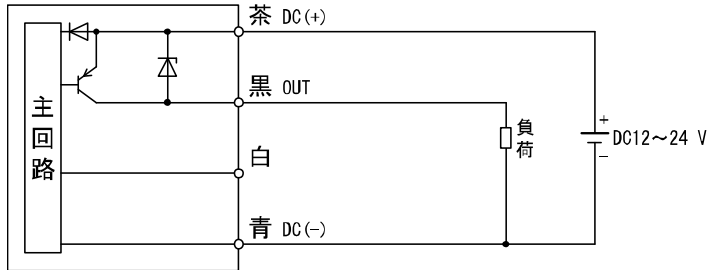 茶 DC(+)
黒 OUT
主回路
負荷
+
DC12～24 V
−
白
青 DC(−)